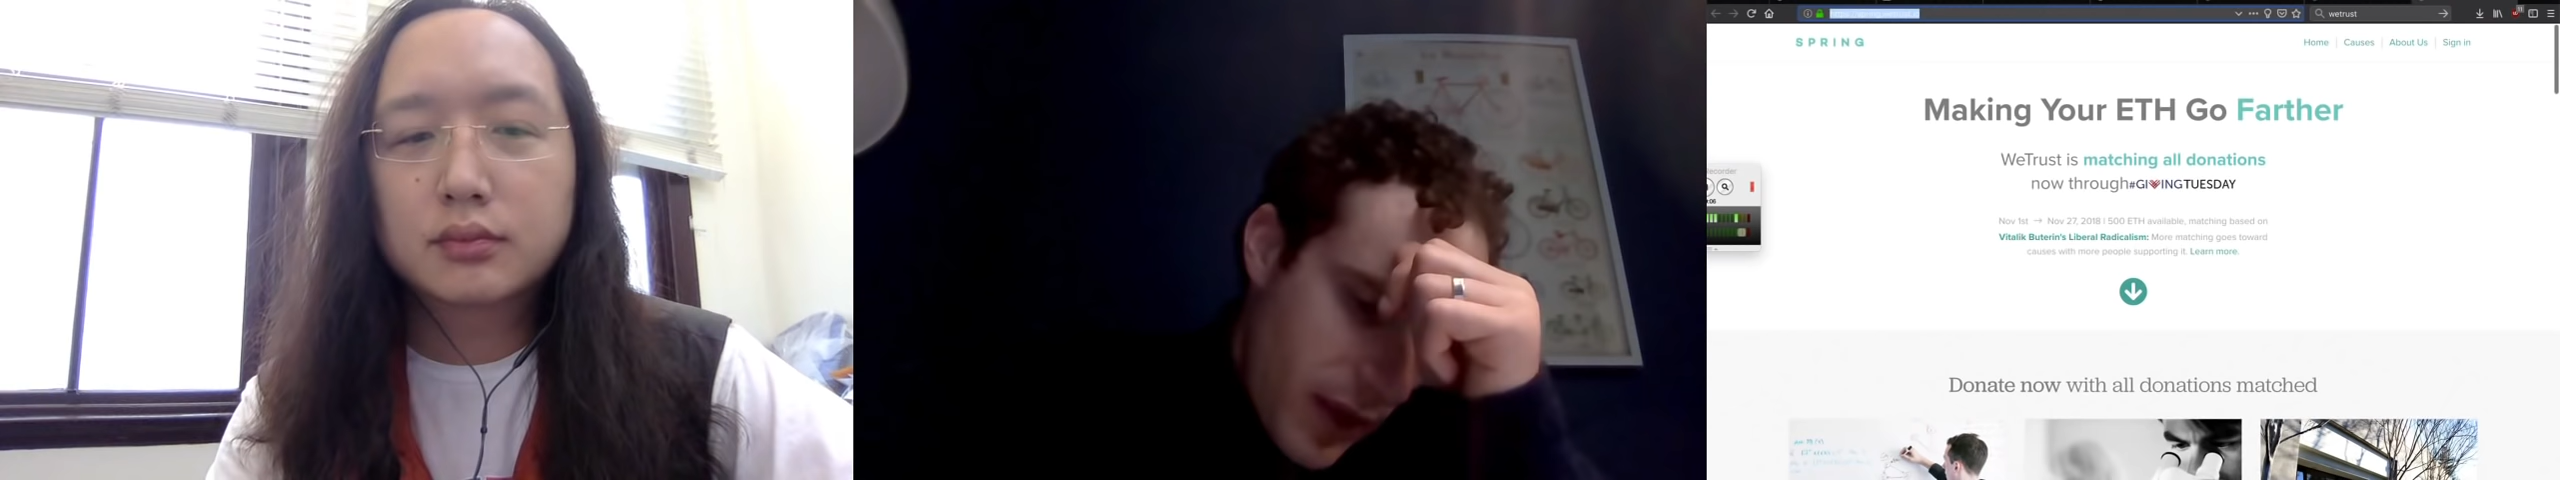 wetrust
SPRING
Home
Causes
About Us
Sign in
Making Your ETH Go Farther
WeTrust is matching all donations
now through #GIVINGTUESDAY
Nov 1st → Nov 27, 2018 | 500 ETH available, matching based on
Vitalik Buterin's Liberal Radicalism: More matching goes toward
causes with more people supporting it. Learn more.
Donate now with all donations matched